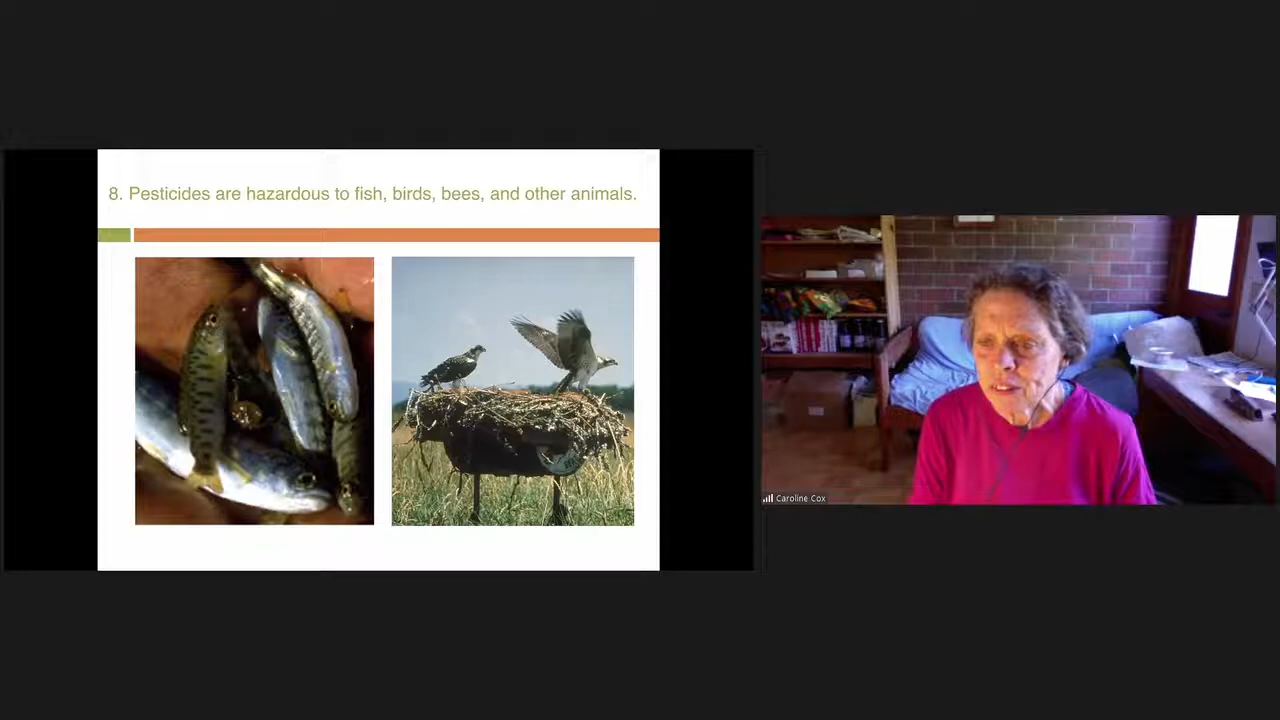 8. Pesticides are hazardous to fish, birds, bees, and other animals.
Caroline Cox